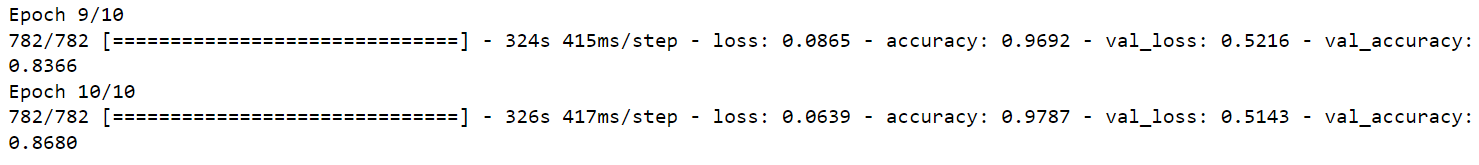 Epoch 9/10
782/782 [==============================] - 324s 415ms/step - loss: 0.0865 - accuracy: 0.9692 - val_loss: 0.5216 - val_accuracy:
0.8366
Epoch 10/10
782/782 [==============================] - 326s 417ms/step - loss: 0.0639 - accuracy: 0.9787 - val_loss: 0.5143 - val_accuracy:
0.8680